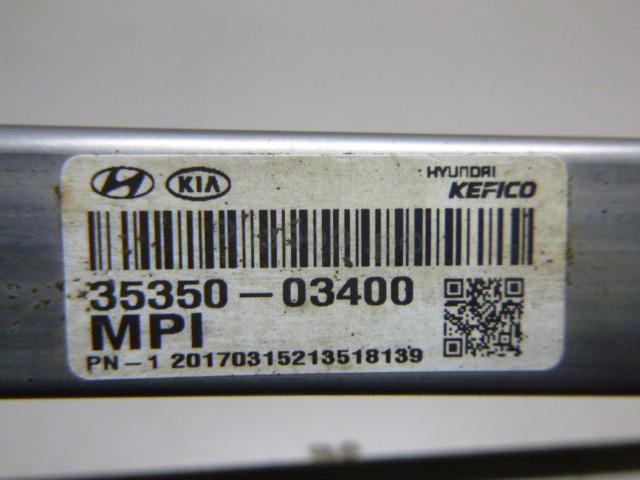 KIA
HYUNDAI
KEFICO
35350-03400
MPI
PN-1 20170315213518139